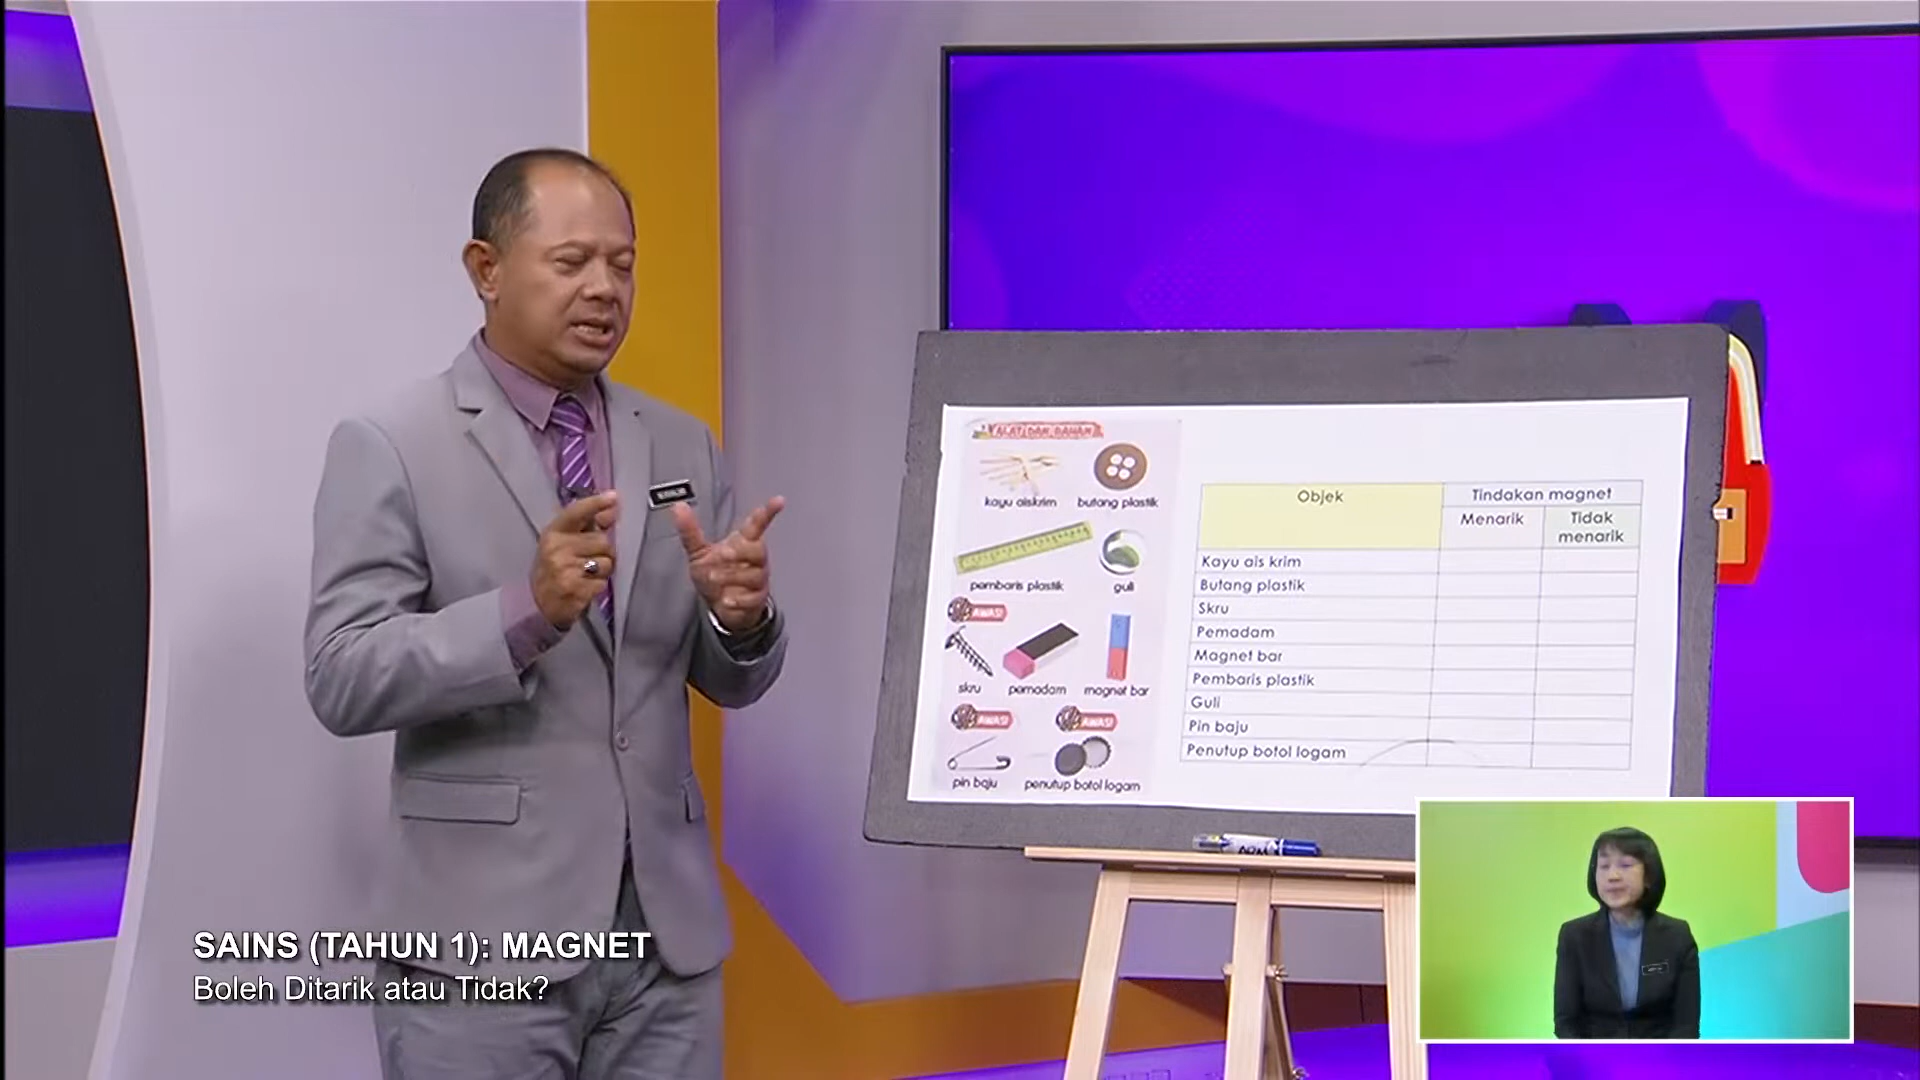 ALAT DAN BAHAN
kayu aiskrim
butang plastik
pembaris plastik
guli
AWAS!
skru
pemadam
magnet bar
AWAS!
AWAS!
pin baju
penutup botol logam
Objek
Tindakan magnet
Menarik
Tidak
menarik
Kayu ais krim
Butang plastik
Skru
Pemadam
Magnet bar
Pembaris plastik
Guli
Pin baju
Penutup botol logam
SAINS (TAHUN 1): MAGNET
Boleh Ditarik atau Tidak?